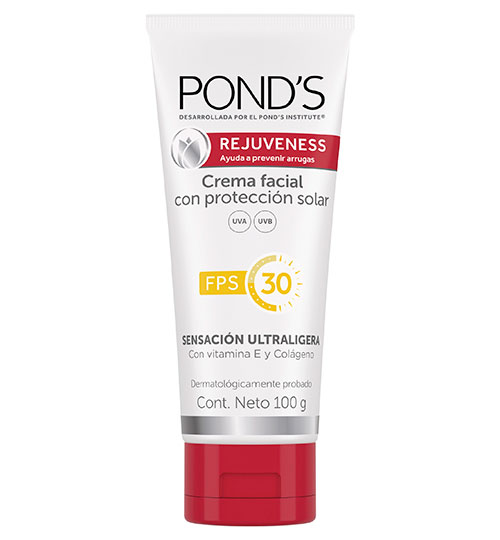 POND'S
DESARROLLADA POR EL POND'S INSTITUTE®
REJUVENESS
Ayuda a prevenir arrugas
Crema facial
con protección solar
UVA UVB
FPS 30
SENSACIÓN ULTRALIGERA
Con vitamina E y Colágeno
Dermatológicamente probado
Cont. Neto 100 g